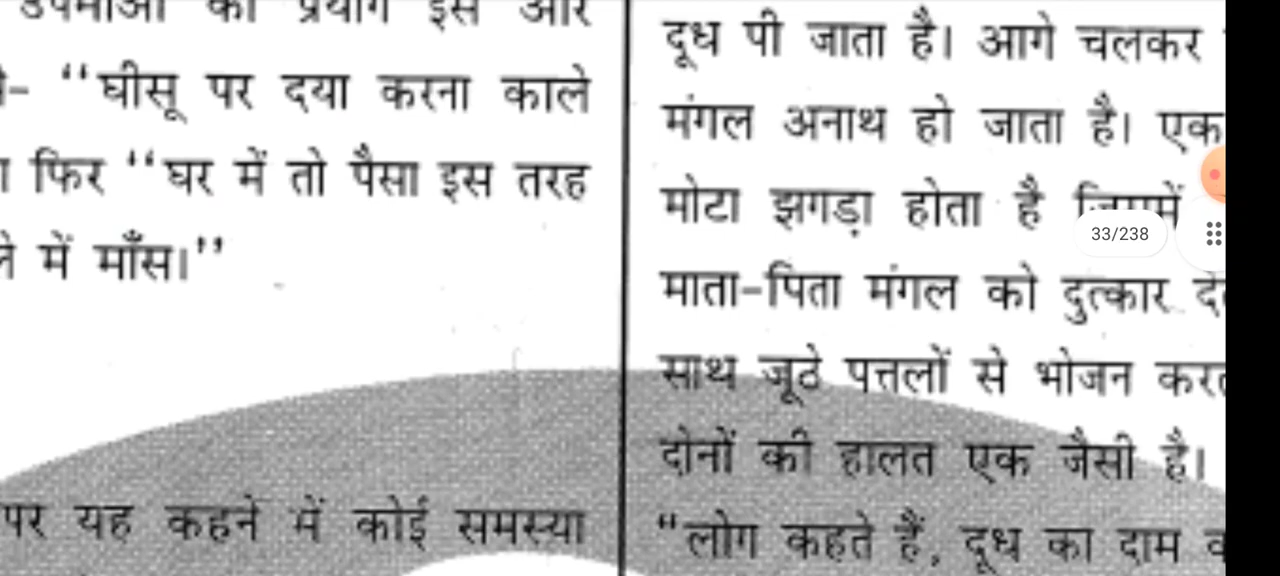 उपमाओं का प्रयोग इस ओर
“घीसू पर दया करना काले
फिर “घर में तो पैसा इस तरह
में माँस।”
पर यह कहने में कोई समस्या
दूध पी जाता है। आगे चलकर
मंगल अनाथ हो जाता है। एक
मोटा झगड़ा होता है जिसमें
माता-पिता मंगल को दुत्कार
साथ जूठे पत्तलों से भोजन
दोनों की हालत एक जैसी है।
“लोग कहते हैं, दूध का दाम
33/238